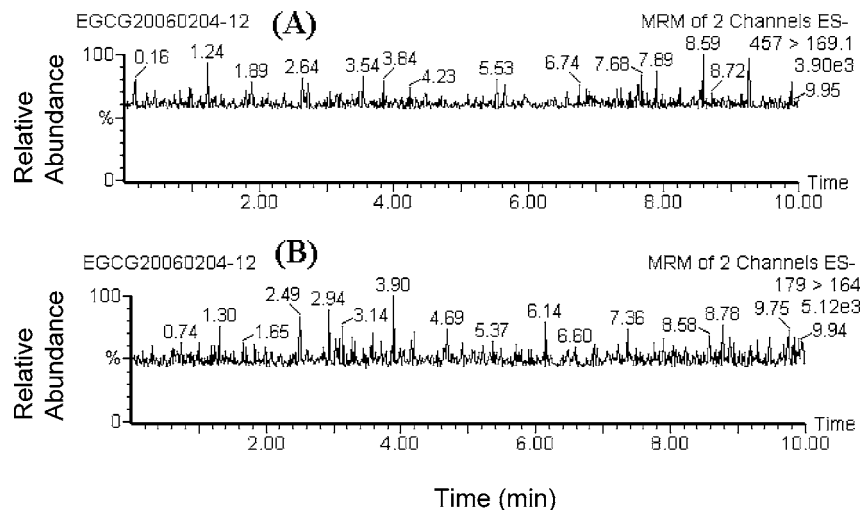 EGCG20060204-12
(A)
MRM of 2 Channels ES-
457 > 169.1
3.90e3
Relative
Abundance
100
%
0
0.16
1.24
1.89
2.64
3.54
3.84
4.23
5.53
6.74
7.68
7.89
8.59
8.72
9.95
Time
2.00
4.00
6.00
8.00
10.00
EGCG20060204-12
(B)
MRM of 2 Channels ES-
179 > 164
5.12e3
Relative
Abundance
100
%
0
0.74
1.30
1.65
2.49
2.94
3.14
3.90
4.69
5.37
6.14
6.60
7.36
8.58
8.78
9.75
9.94
Time
2.00
4.00
6.00
8.00
10.00
Time (min)